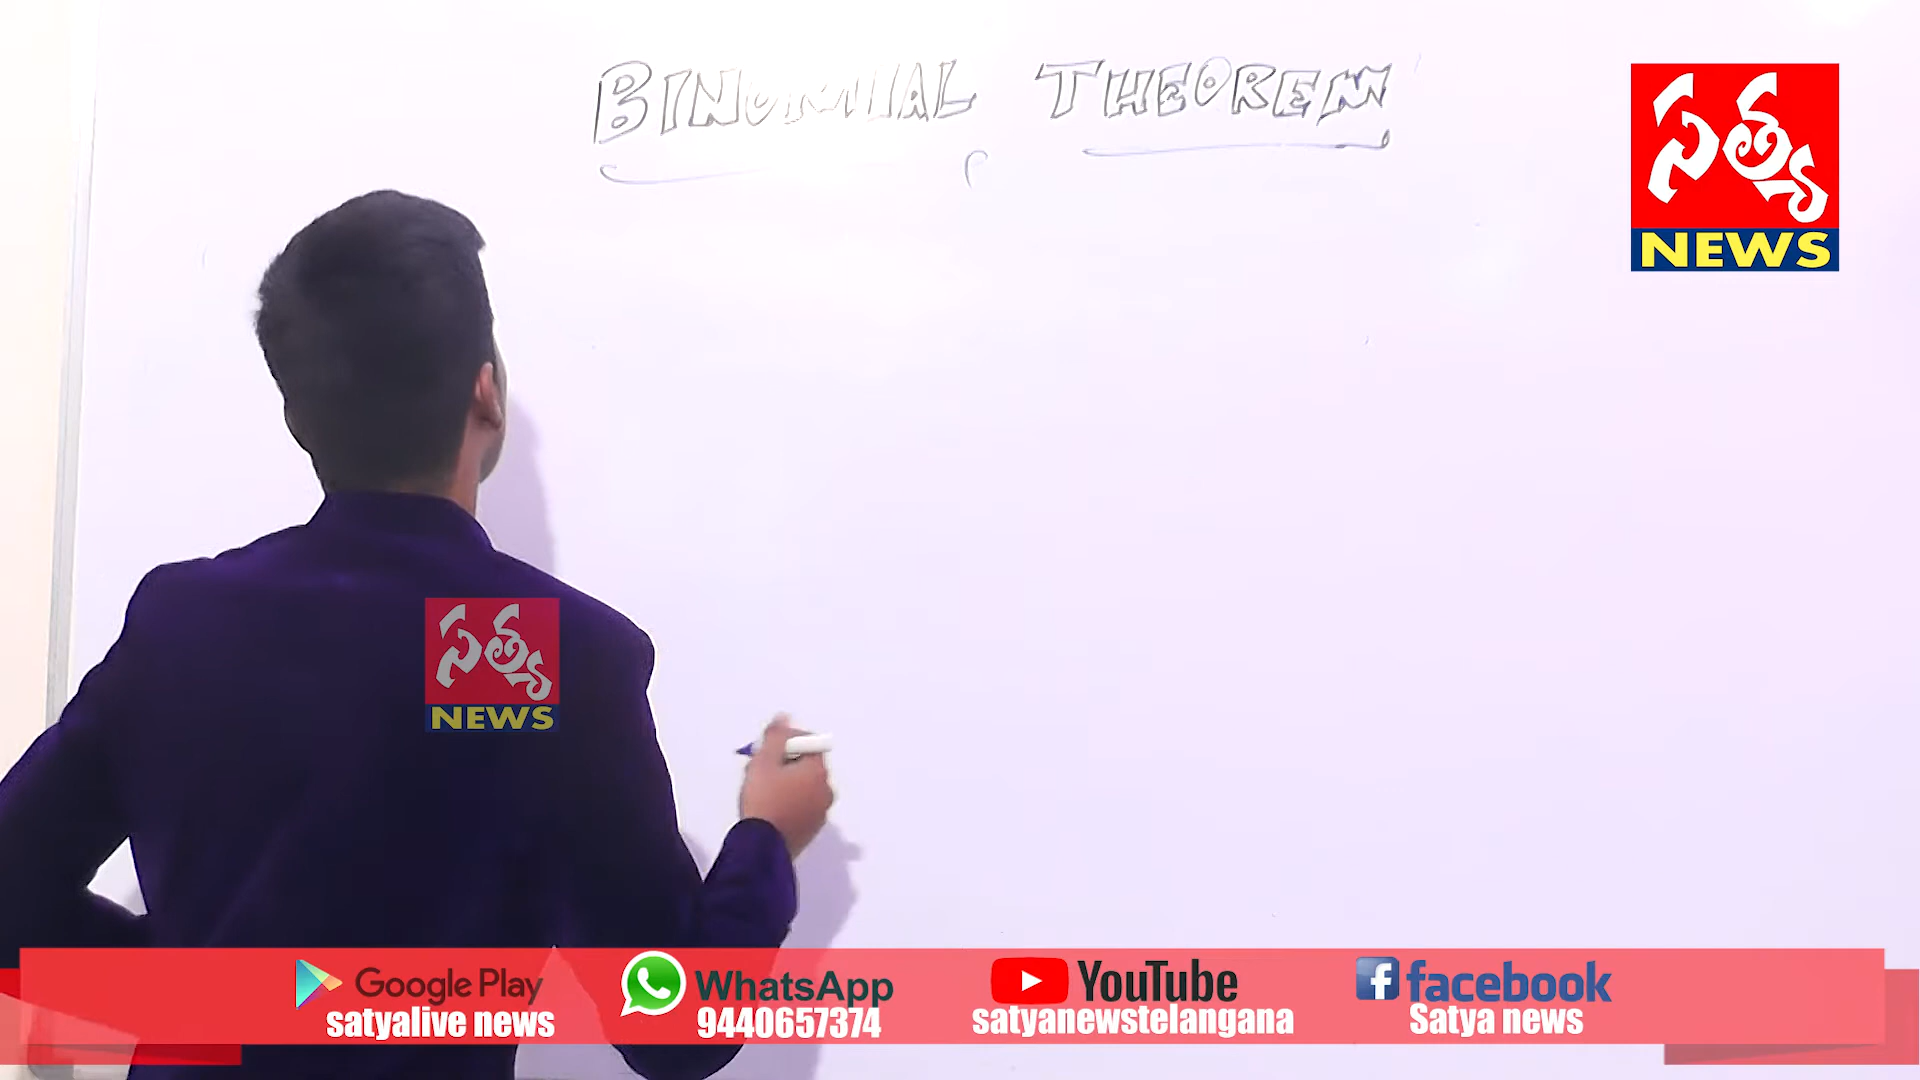 BINOMIAL THEOREM
సత్య
NEWS
సత్య
NEWS
Google Play
satyalive news
WhatsApp
9440657374
YouTube
satyanewstelangana
facebook
Satya news